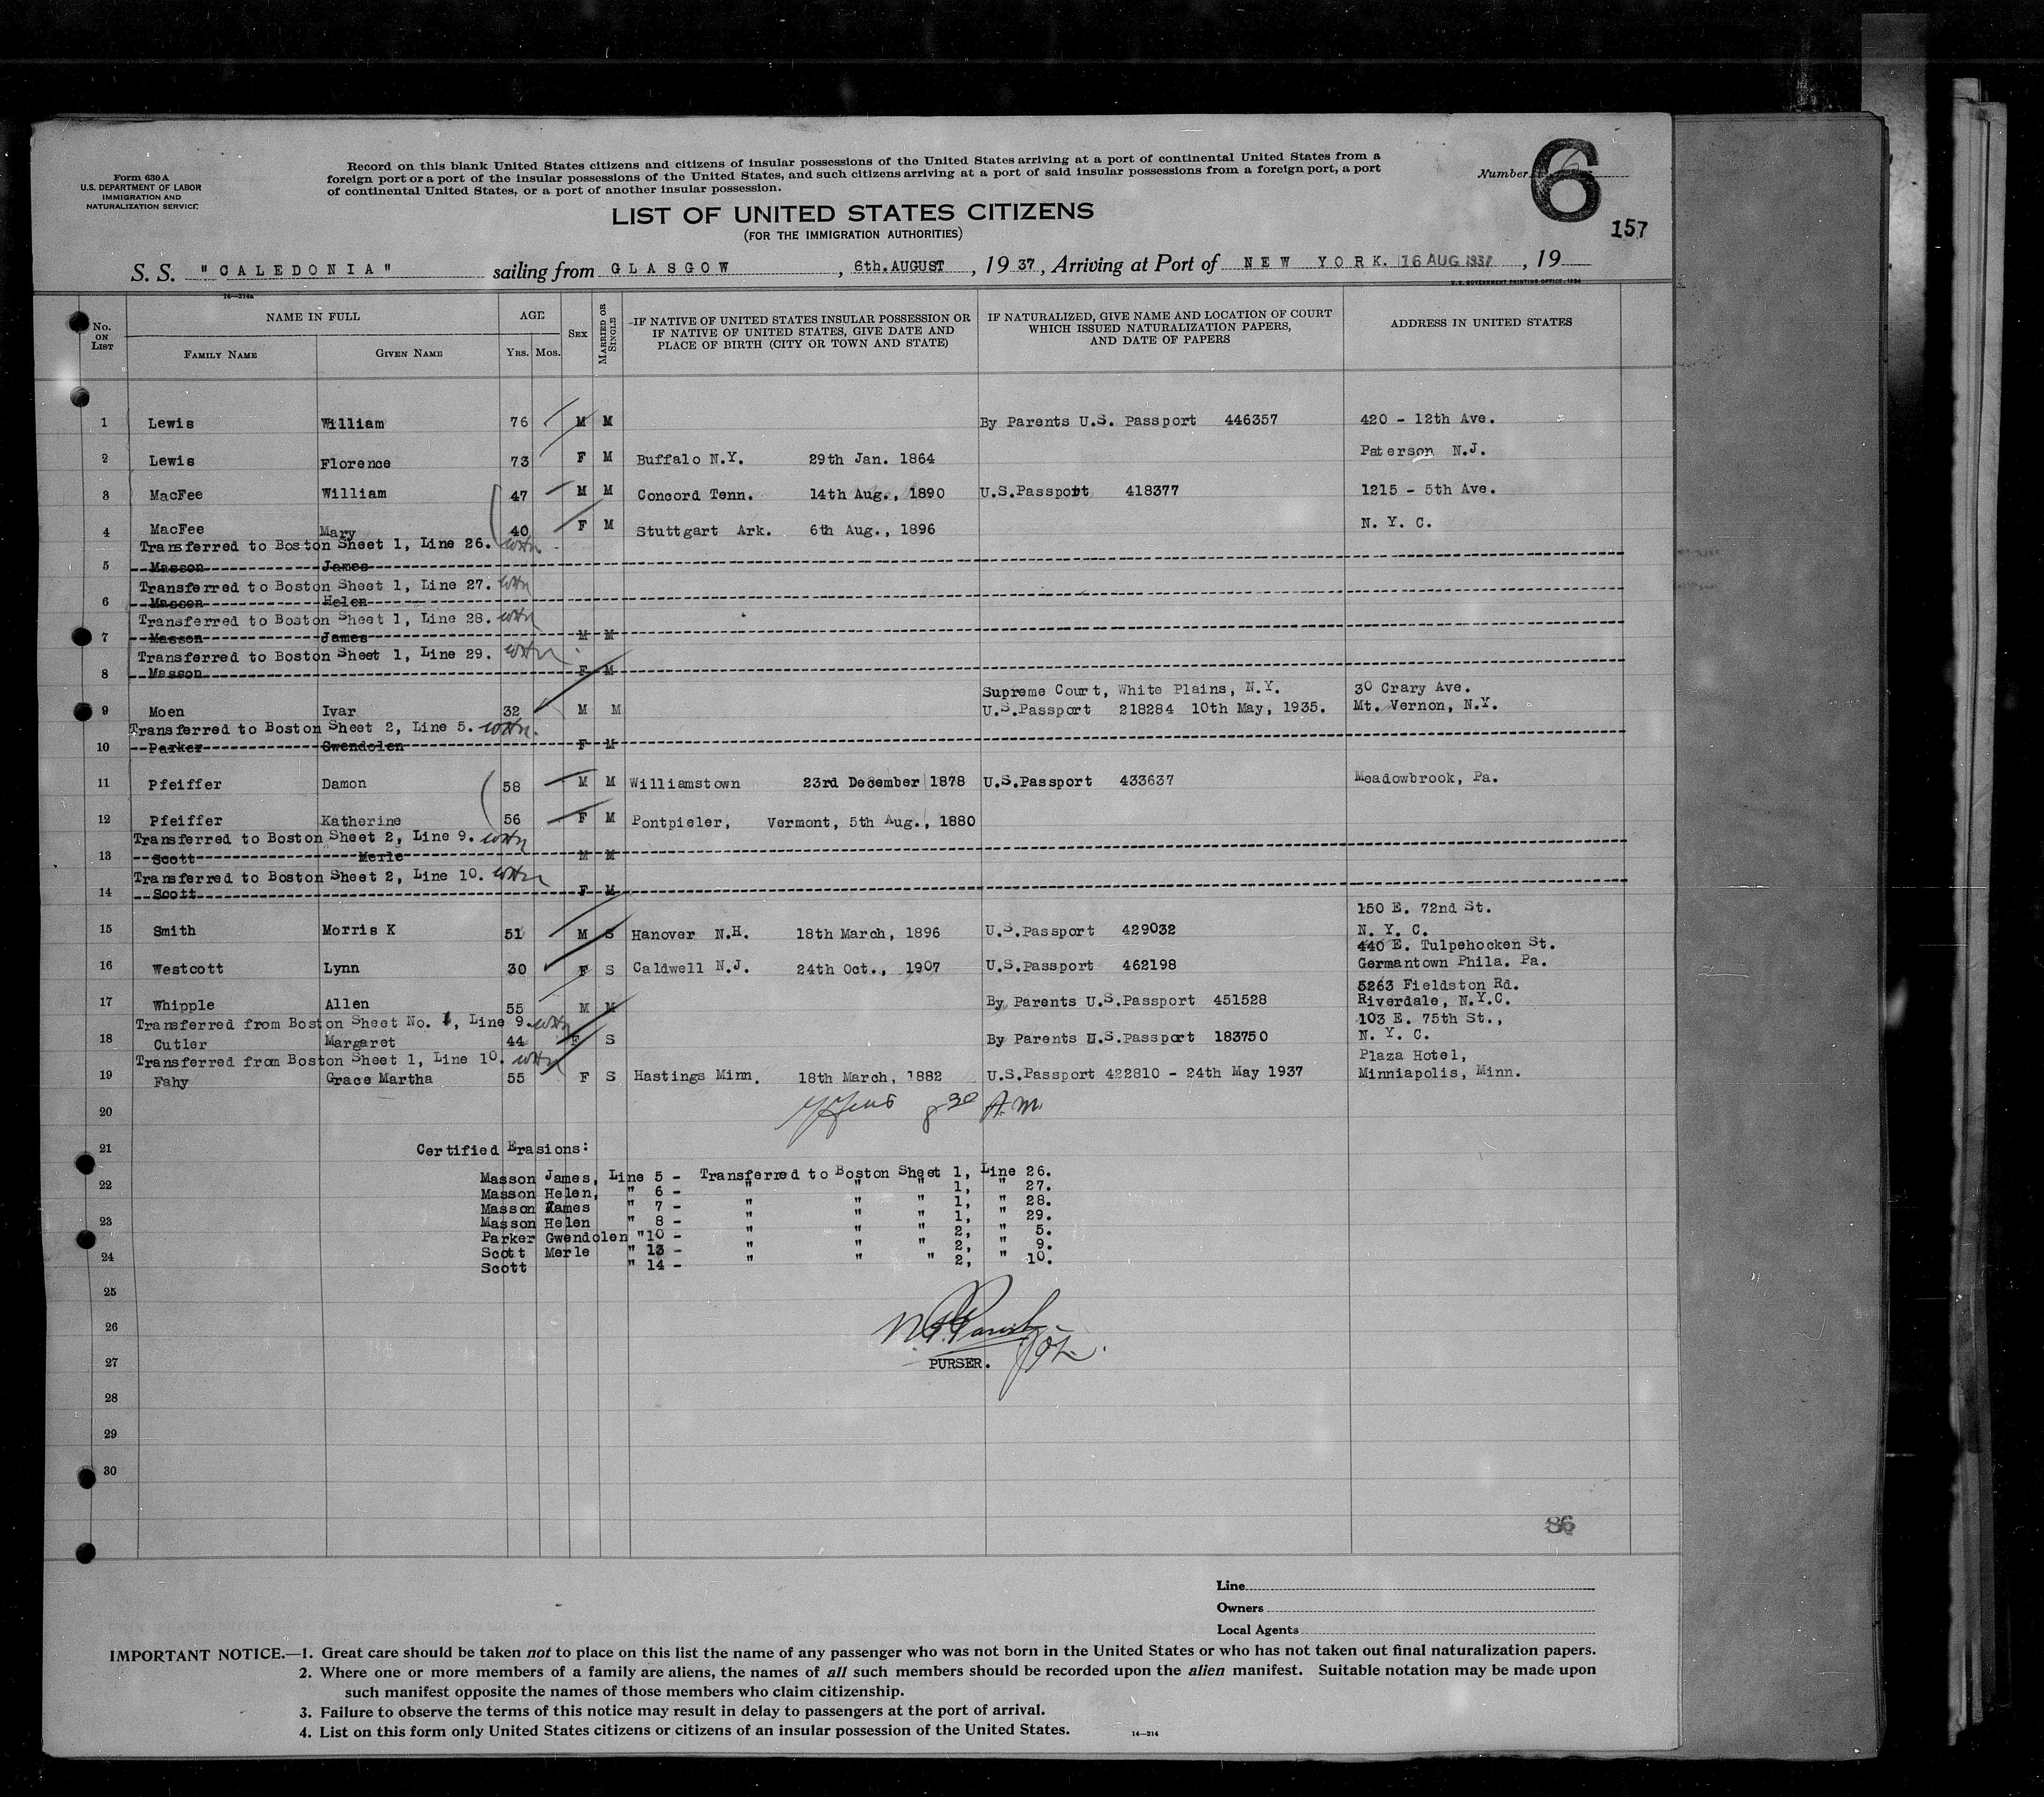 Form 630 A
U.S. DEPARTMENT OF LABOR
IMMIGRATION AND
NATURALIZATION SERVICE
Record on this blank United States citizens and citizens of insular possessions of the United States arriving at a port of continental United States from a
foreign port or a port of the insular possessions of the United States, and such citizens arriving at a port of said insular possessions from a foreign port, a port
of continental United States, or a port of another insular possession.
Number 6
6
157
LIST OF UNITED STATES CITIZENS
(FOR THE IMMIGRATION AUTHORITIES)
S. S. "CALEDONIA" sailing from GLASGOW, 6th. AUGUST, 1937, Arriving at Port of NEW YORK. 16 AUG 1937, 19
14—214a
U. S. GOVERNMENT PRINTING OFFICE: 1934
No. ON LIST
NAME IN FULL
FAMILY NAME GIVEN NAME
AGE
YRS. MOS.
SEX
MARRIED OR SINGLE
IF NATIVE OF UNITED STATES INSULAR POSSESSION OR
IF NATIVE OF UNITED STATES, GIVE DATE AND
PLACE OF BIRTH (CITY OR TOWN AND STATE)
IF NATURALIZED, GIVE NAME AND LOCATION OF COURT
WHICH ISSUED NATURALIZATION PAPERS,
AND DATE OF PAPERS
ADDRESS IN UNITED STATES
1 Lewis William 76 M M By Parents U.S. Passport 446357 420 - 12th Ave.
2 Lewis Florence 73 F M Buffalo N.Y. 29th Jan. 1864 Paterson N.J.
3 MacFee William 47 M M Concord Tenn. 14th Aug., 1890 U.S.Passport 418377 1215 - 5th Ave.
4 MacFee Mary 40 F M Stuttgart Ark. 6th Aug., 1896 N. Y. C.
Transferred to Boston Sheet 1, Line 26.
5 Masson James
Transferred to Boston Sheet 1, Line 27.
6 Masson Helen
Transferred to Boston Sheet 1, Line 28.
7 Masson James M M
Transferred to Boston Sheet 1, Line 29.
8 Masson F M
Supreme Court, White Plains, N.Y. 30 Crary Ave.
9 Moen Ivar 32 M M U.S.Passport 218284 10th May, 1935. Mt. Vernon, N.Y.
Transferred to Boston Sheet 2, Line 5.
10 Parker Gwendolen F M
11 Pfeiffer Damon 58 M M Williamstown 23rd December 1878 U.S.Passport 433637 Meadowbrook, Pa.
12 Pfeiffer Katherine 56 F M Pontpieler, Vermont, 5th Aug., 1880
Transferred to Boston Sheet 2, Line 9.
13 Scott Merle M M
Transferred to Boston Sheet 2, Line 10.
14 Scott F M
150 E. 72nd St.
15 Smith Morris K 51 M S Hanover N.H. 18th March, 1896 U.S.Passport 429032 N. Y. C.
440 E. Tulpehocken St.
16 Westcott Lynn 30 F S Caldwell N.J. 24th Oct., 1907 U.S.Passport 462198 Germantown Phila. Pa.
5263 Fieldston Rd.
17 Whipple Allen 55 M M By Parents U.S.Passport 451528 Riverdale, N.Y.C.
Transferred from Boston Sheet No. 1, Line 9. 103 E. 75th St.,
18 Cutler Margaret 44 F S By Parents U.S.Passport 183750 N. Y. C.
Transferred from Boston Sheet 1, Line 10. Plaza Hotel,
19 Fahy Grace Martha 55 F S Hastings Minn. 18th March, 1882 U.S.Passport 422810 - 24th May 1937 Minniapolis, Minn.
20 8 30 A.M.
21 Certified Erasions:
Masson James, Line 5 - Transferred to Boston Sheet 1, Line 26.
22 Masson Helen, " 6 - " " " 1, " 27.
Masson James " 7 - " " " 1, " 28.
23 Masson Helen " 8 - " " " 1, " 29.
Parker Gwendolen "10 - " " " 2, " 5.
24 Scott Merle " 13 - " " " 2, " 9.
Scott " 14 - " " " 2, " 10.
25
26
27 PURSER.
28
29
30
86
Line
Owners
Local Agents
IMPORTANT NOTICE.—1. Great care should be taken not to place on this list the name of any passenger who was not born in the United States or who has not taken out final naturalization papers.
2. Where one or more members of a family are aliens, the names of all such members should be recorded upon the alien manifest. Suitable notation may be made upon
such manifest opposite the names of those members who claim citizenship.
3. Failure to observe the terms of this notice may result in delay to passengers at the port of arrival.
4. List on this form only United States citizens or citizens of an insular possession of the United States.
14—214